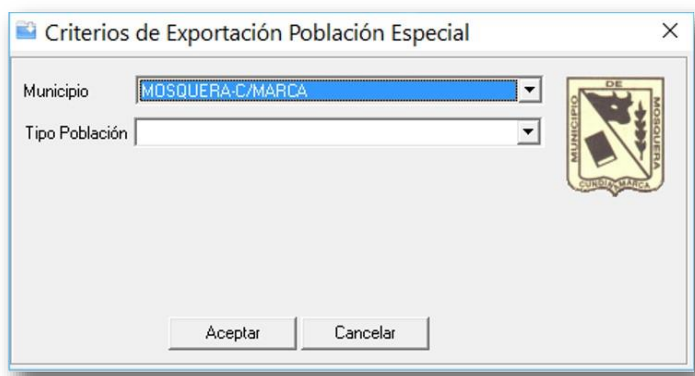 Criterios de Exportación Población Especial
Municipio MOSQUERA-C/MARCA
Tipo Población
DE
MUNICIPIO
MOSQUERA
CUNDINAMARCA
Aceptar Cancelar